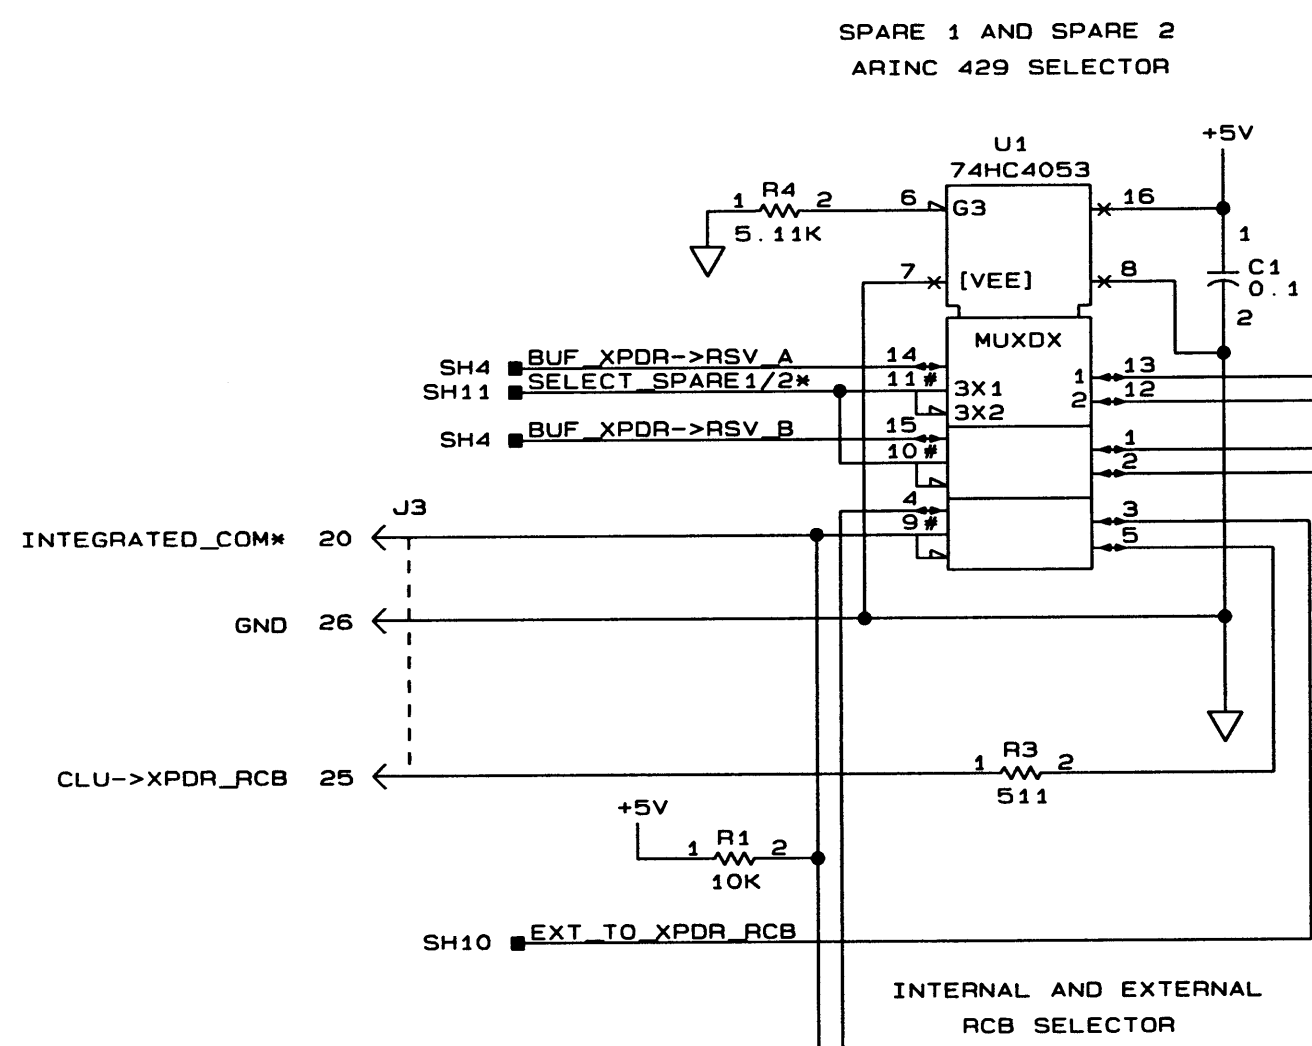 SPARE 1 AND SPARE 2
ARINC 429 SELECTOR
+5V
U1
74HC4053
1 R4 2
5.11K
6
G3
16
1
7
[VEE]
8
C1
0.1
2
MUXDX
SH4 BUF_XPDR->RSV_A
14
SH11 SELECT_SPARE1/2*
11 #
3X1
3X2
1 13
2 12
SH4 BUF_XPDR->RSV_B
15
10 #
1
2
J3
4
9 #
3
5
INTEGRATED_COM* 20
GND 26
CLU->XPDR_RCB 25
1 R3 2
511
+5V
1 R1 2
10K
SH10 EXT_TO_XPDR_RCB
INTERNAL AND EXTERNAL
RCB SELECTOR